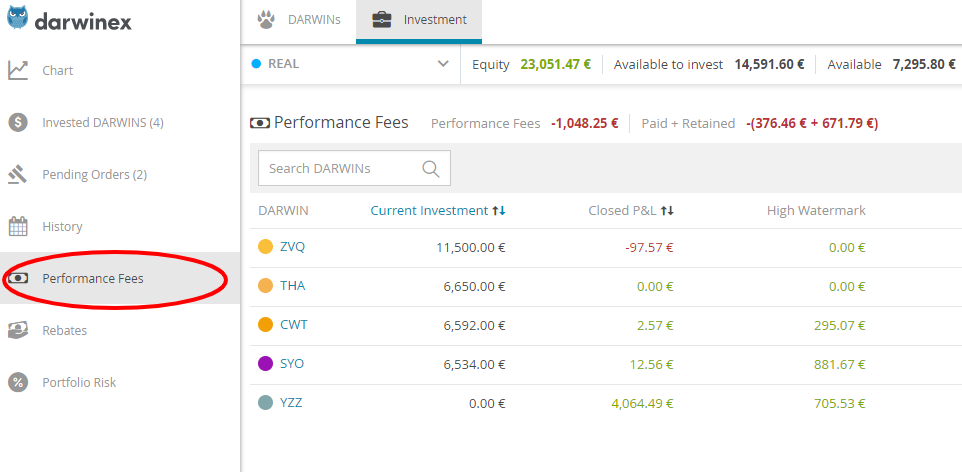 darwinex
DARWINs Investment
REAL Equity 23,051.47 € Available to invest 14,591.60 € Available 7,295.80 €
Chart
Invested DARWINS (4)
Pending Orders (2)
History
Performance Fees
Rebates
Portfolio Risk
Performance Fees Performance Fees -1,048.25 € Paid + Retained -(376.46 € + 671.79 €)
Search DARWINs
DARWIN Current Investment Closed P&L High Watermark
ZVQ 11,500.00 € -97.57 € 0.00 €
THA 6,650.00 € 0.00 € 0.00 €
CWT 6,592.00 € 2.57 € 295.07 €
SYO 6,534.00 € 12.56 € 881.67 €
YZZ 0.00 € 4,064.49 € 705.53 €